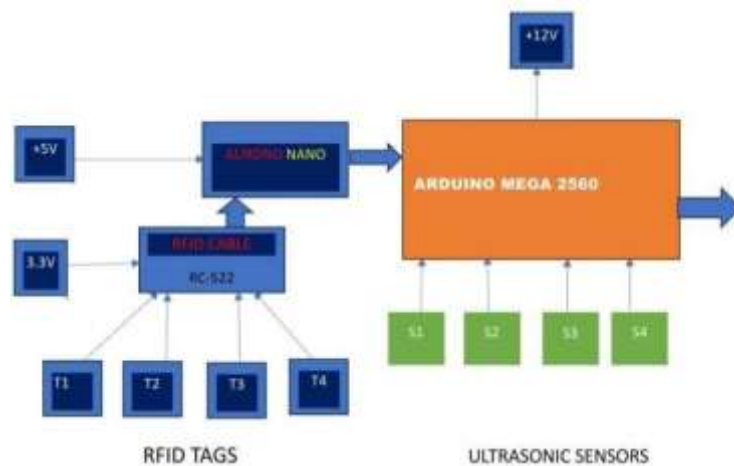 +12V
+5V
NANO
ARDUINO MEGA 2560
RFID CABLE
RC-522
3.3V
S1 S2 S3 S4
T1 T2 T3 T4
RFID TAGS
ULTRASONIC SENSORS